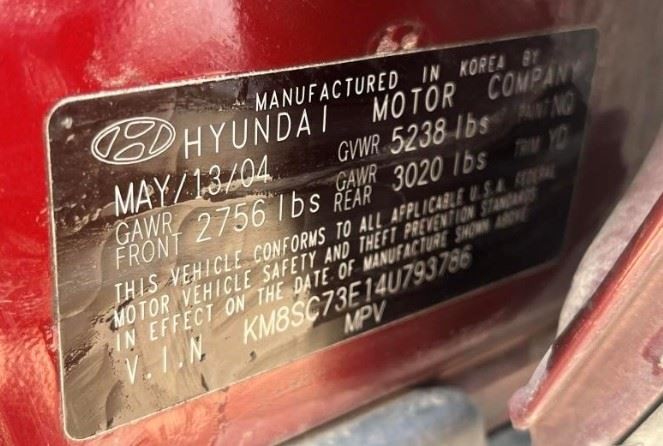 MANUFACTURED IN KOREA BY
HYUNDAI MOTOR COMPANY
MAY/13/04 GVWR 5238 lbs PAINT NQ
GAWR FRONT 2756 lbs GAWR REAR 3020 lbs TRIM YD
THIS VEHICLE CONFORMS TO ALL APPLICABLE U.S.A. FEDERAL
MOTOR VEHICLE SAFETY AND THEFT PREVENTION STANDARDS
IN EFFECT ON THE DATE OF MANUFACTURE SHOWN ABOVE.
V.I.N KM8SC73E14U793786
MPV